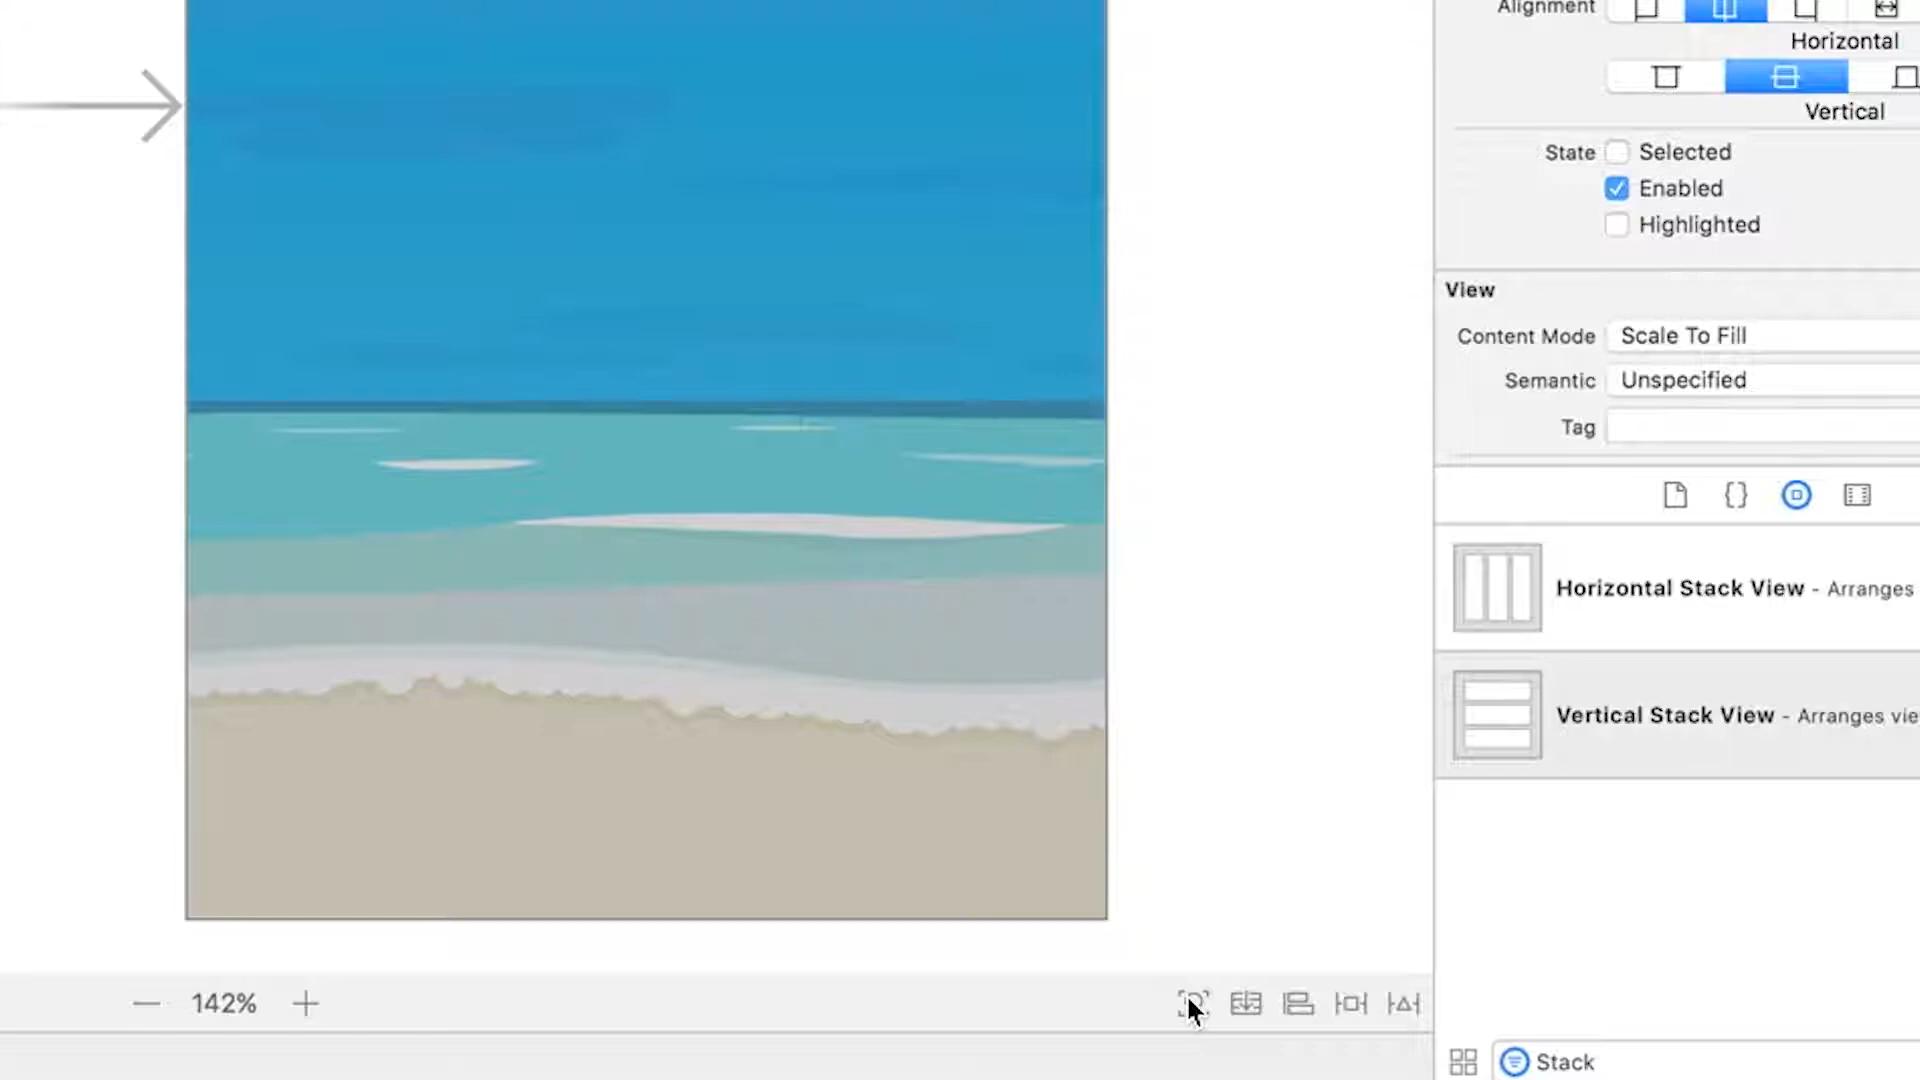 Alignment
Horizontal
Vertical
State Selected
Enabled
Highlighted
View
Content Mode Scale To Fill
Semantic Unspecified
Tag
Horizontal Stack View - Arranges
Vertical Stack View - Arranges vie
142%
Stack